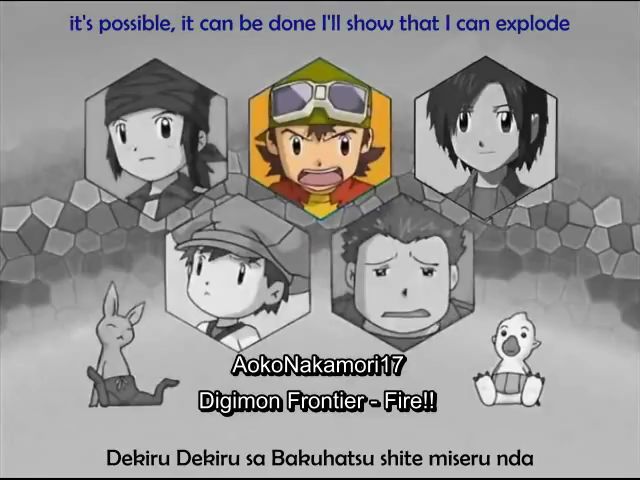 it's possible, it can be done I'll show that I can explode
AokoNakamori17
Digimon Frontier - Fire!!
Dekiru Dekiru sa Bakuhatsu shite miseru nda